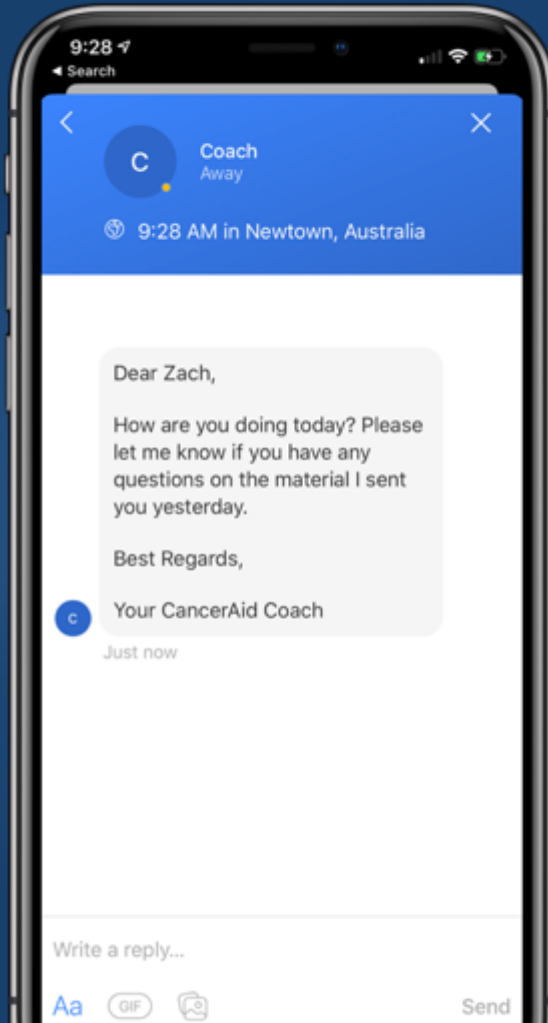 9:28
Search
C
Coach
Away
9:28 AM in Newtown, Australia
Dear Zach,
How are you doing today? Please
let me know if you have any
questions on the material I sent
you yesterday.
Best Regards,
Your CancerAid Coach
C
Just now
Write a reply...
Aa
GIF
Send